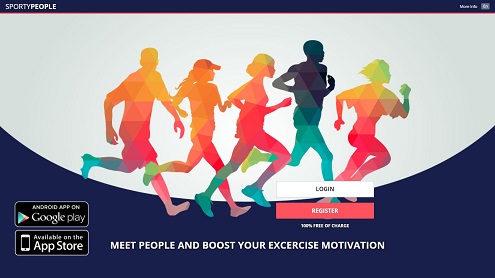 SPORTYPEOPLE
More info En
LOGIN
REGISTER
100% FREE OF CHARGE
ANDROID APP ON
Google play
Available on the
App Store
MEET PEOPLE AND BOOST YOUR EXCERCISE MOTIVATION